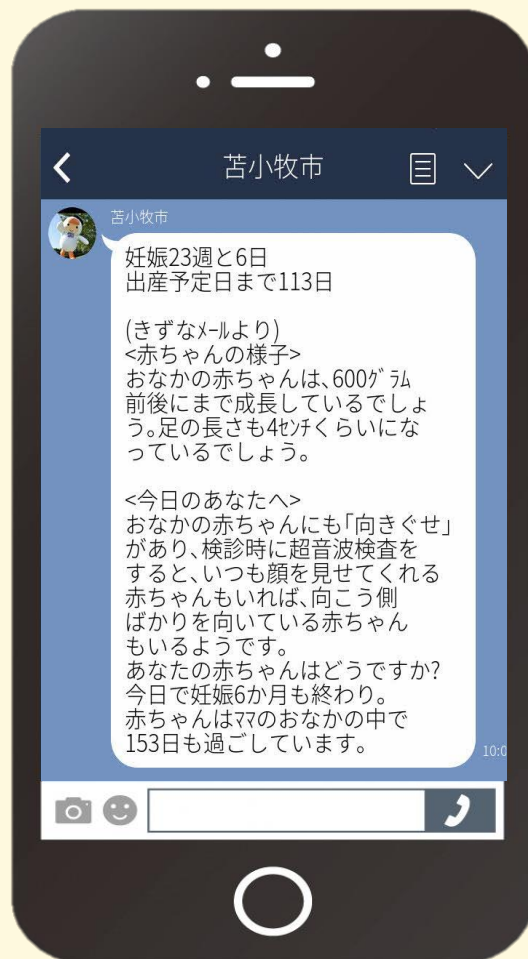 苫小牧市
苫小牧市
妊娠23週と6日
出産予定日まで113日
(きずなﾒｰﾙより)
<赤ちゃんの様子>
おなかの赤ちゃんは､600ｸﾞﾗﾑ
前後にまで成長しているでしょ
う｡足の長さも4ｾﾝﾁくらいにな
っているでしょう。
<今日のあなたへ>
おなかの赤ちゃんにも｢向きぐせ｣
があり､検診時に超音波検査を
すると､いつも顔を見せてくれる
赤ちゃんもいれば､向こう側
ばかりを向いている赤ちゃん
もいるようです。
あなたの赤ちゃんはどうですか?
今日で妊娠6か月も終わり。
赤ちゃんはﾏﾏのおなかの中で
153日も過ごしています。
10:0